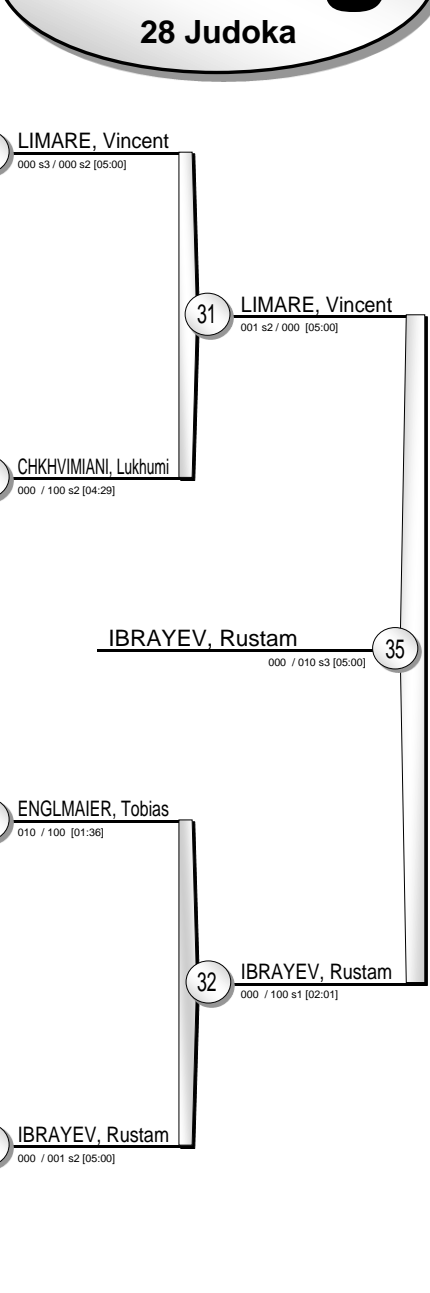 28 Judoka
LIMARE, Vincent
000 s3 / 000 s2 [05:00]
31
LIMARE, Vincent
001 s2 / 000 [05:00]
CHKHVIMIANI, Lukhumi
000 / 100 s2 [04:29]
IBRAYEV, Rustam
35
000 / 010 s3 [05:00]
ENGLMAIER, Tobias
010 / 100 [01:36]
32
IBRAYEV, Rustam
000 / 100 s1 [02:01]
IBRAYEV, Rustam
000 / 001 s2 [05:00]